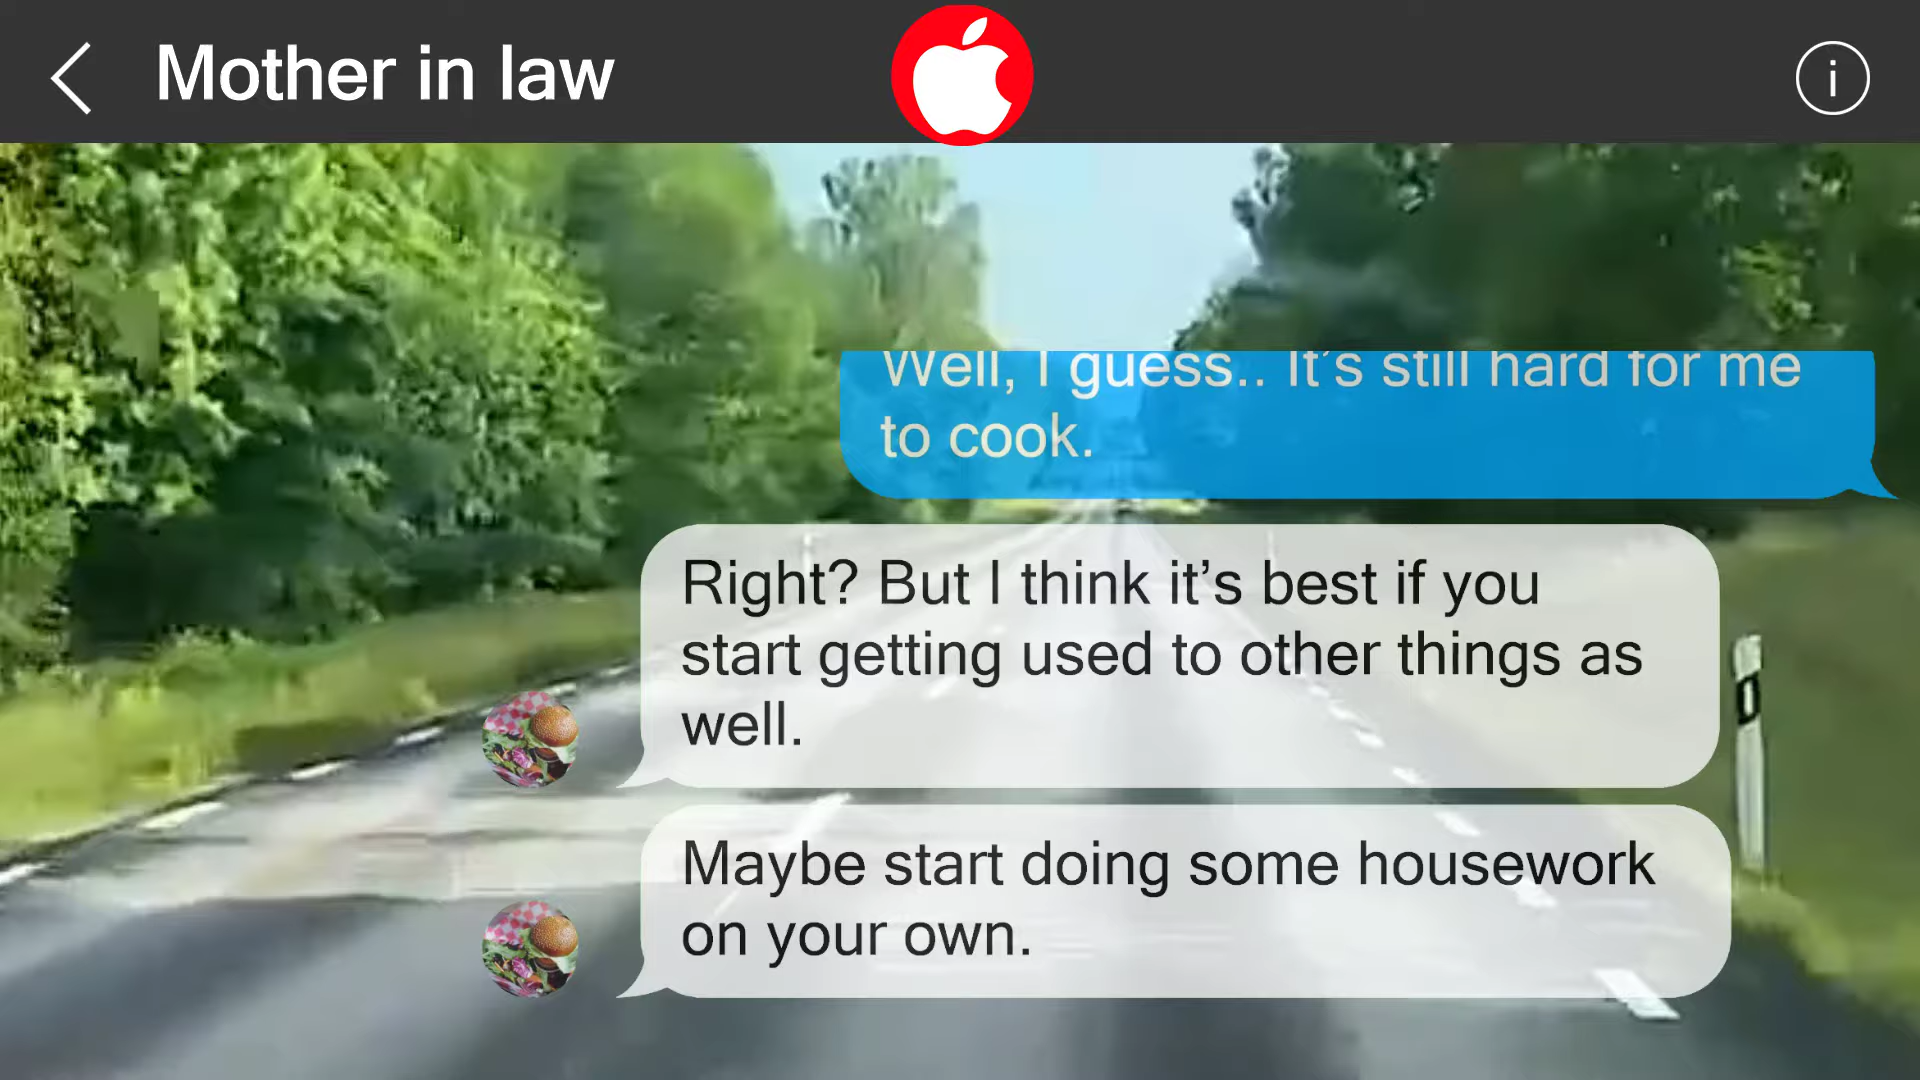 Mother in law
Well, I guess.. It's still hard for me
to cook.
Right? But I think it’s best if you
start getting used to other things as
well.
Maybe start doing some housework
on your own.